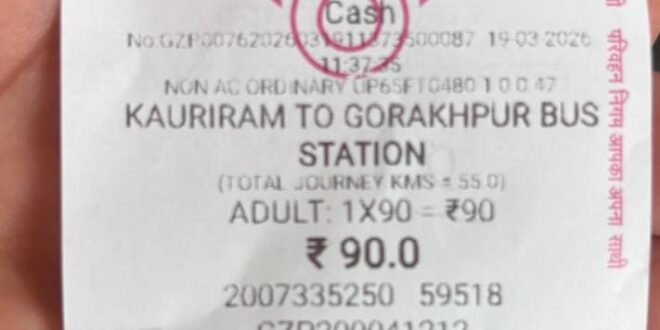 Cash
No:GZP00762026031911373500087 19-03-2026
11:37:35
NON AC ORDINARY UP65FT0480 1 0 0 47
KAURIRAM TO GORAKHPUR BUS
STATION
(TOTAL JOURNEY KMS = 55.0)
ADULT: 1X90 = ₹90
₹ 90.0
2007335250 59518
परिवहन निगम आपका अपना साथी